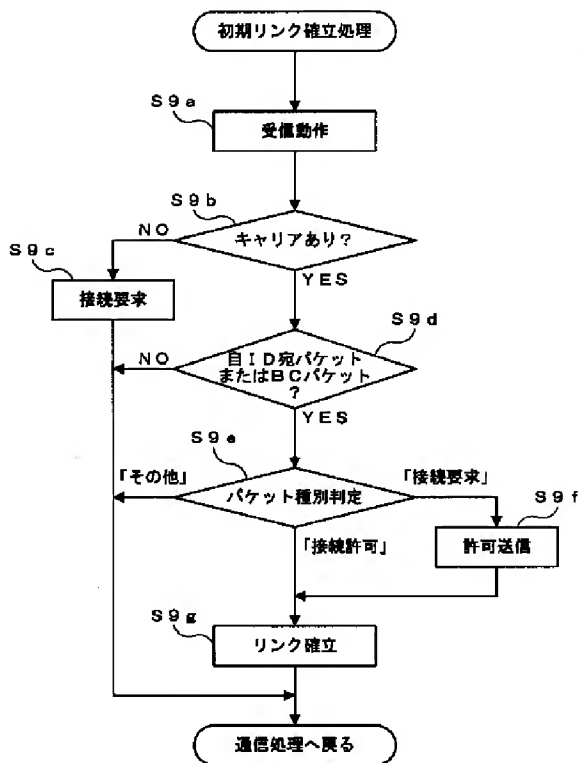 初期リンク確立処理
S9a
受信動作
S9b
キャリアあり?
NO
YES
S9c
接続要求
S9d
自ID宛パケット
またはBCパケット
?
NO
YES
S9e
パケット種別判定
「その他」
「接続要求」
「接続許可」
S9f
許可送信
S9g
リンク確立
通信処理へ戻る